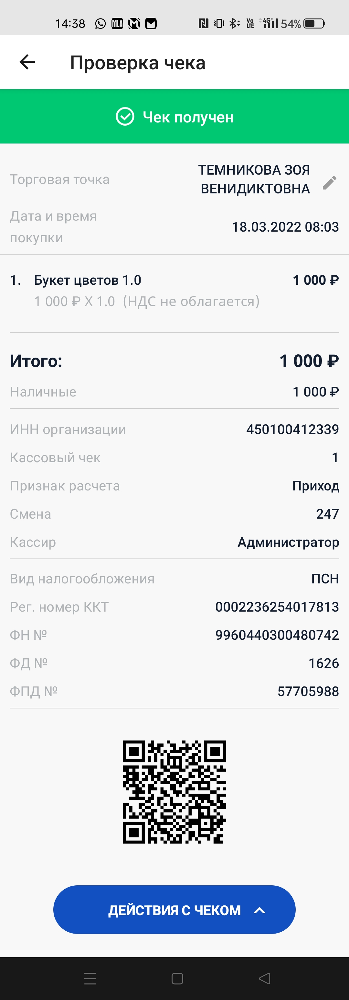 14:38 MLA VoLTE 4G+ 54%
Проверка чека
Чек получен
Торговая точка ТЕМНИКОВА ЗОЯ ВЕНИДИКТОВНА
Дата и время покупки 18.03.2022 08:03
1. Букет цветов 1.0 1 000 ₽
1 000 ₽ X 1.0 (НДС не облагается)
Итого: 1 000 ₽
Наличные 1 000 ₽
ИНН организации 450100412339
Кассовый чек 1
Признак расчета Приход
Смена 247
Кассир Администратор
Вид налогообложения ПСН
Рег. номер ККТ 0002236254017813
ФН № 9960440300480742
ФД № 1626
ФПД № 57705988
ДЕЙСТВИЯ С ЧЕКОМ